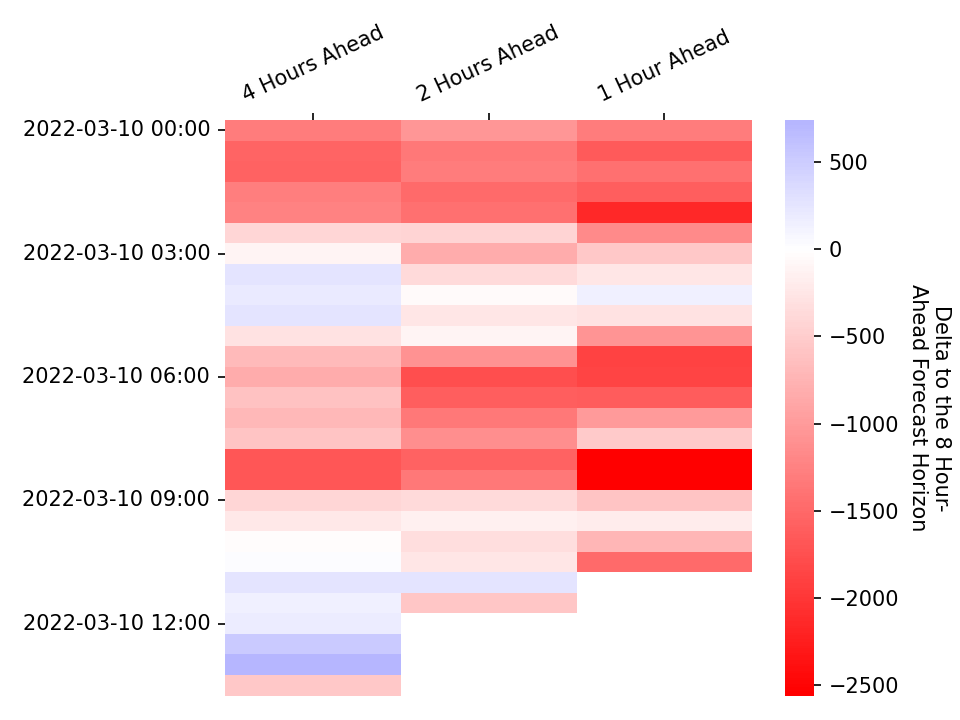 4 Hours Ahead
2 Hours Ahead
1 Hour Ahead
2022-03-10 00:00
2022-03-10 03:00
2022-03-10 06:00
2022-03-10 09:00
2022-03-10 12:00
500
0
−500
−1000
−1500
−2000
−2500
Delta to the 8 Hour-
Ahead Forecast Horizon